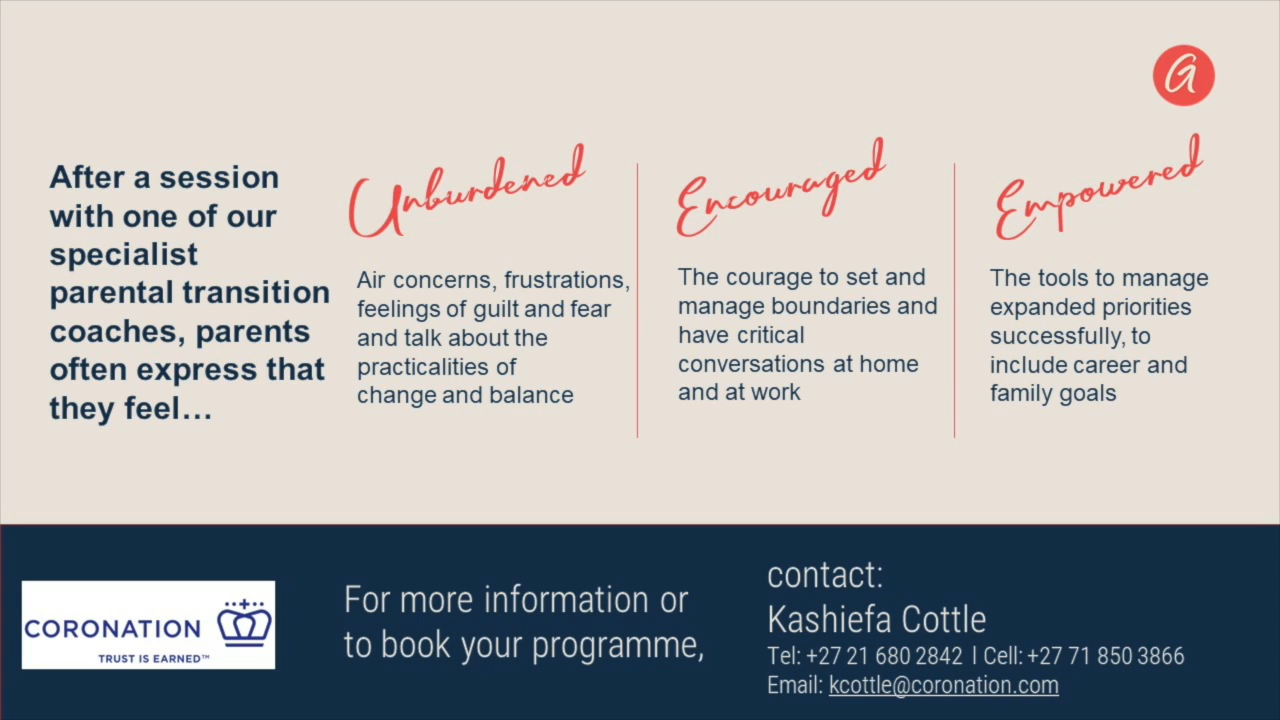 G
After a session
with one of our
specialist
parental transition
coaches, parents
often express that
they feel...
Unburdened
Air concerns, frustrations,
feelings of guilt and fear
and talk about the
practicalities of
change and balance
Encouraged
The courage to set and
manage boundaries and
have critical
conversations at home
and at work
Empowered
The tools to manage
expanded priorities
successfully, to
include career and
family goals
CORONATION
TRUST IS EARNED™
For more information or
to book your programme,
contact:
Kashiefa Cottle
Tel: +27 21 680 2842 l Cell: +27 71 850 3866
Email: kcottle@coronation.com